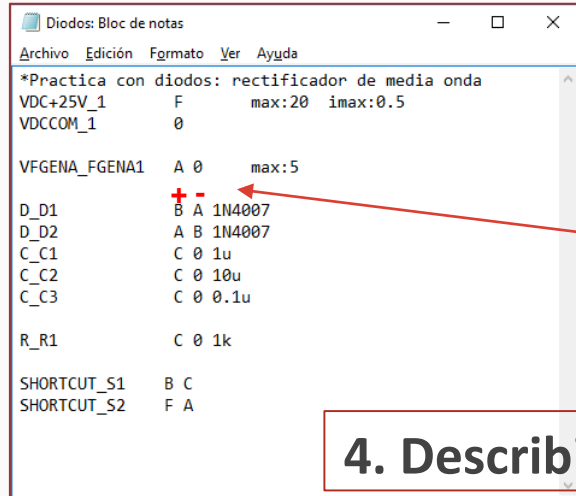 Diodos: Bloc de notas
Archivo Edición Formato Ver Ayuda
*Practica con diodos: rectificador de media onda
VDC+25V_1 F max:20 imax:0.5
VDCCOM_1 0
VFGENA_FGENA1 A 0 max:5
+ -
D_D1 B A 1N4007
D_D2 A B 1N4007
C_C1 C 0 1u
C_C2 C 0 10u
C_C3 C 0 0.1u
R_R1 C 0 1k
SHORTCUT_S1 B C
SHORTCUT_S2 F A
4. Describ